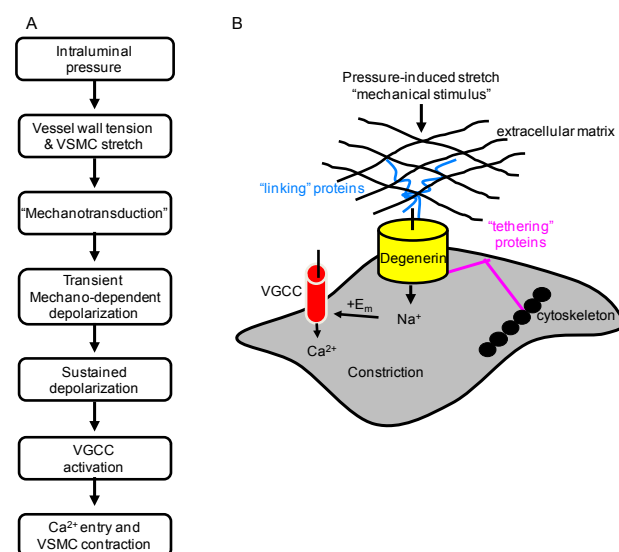 A
Intraluminal
pressure
Vessel wall tension
& VSMC stretch
“Mechanotransduction”
Transient
Mechano-dependent
depolarization
Sustained
depolarization
VGCC
activation
Ca²⁺ entry and
VSMC contraction
B
Pressure-induced stretch
“mechanical stimulus”
extracellular matrix
“linking” proteins
“tethering”
proteins
Degenerin
VGCC
+Eₘ
Na⁺
Ca²⁺
cytoskeleton
Constriction